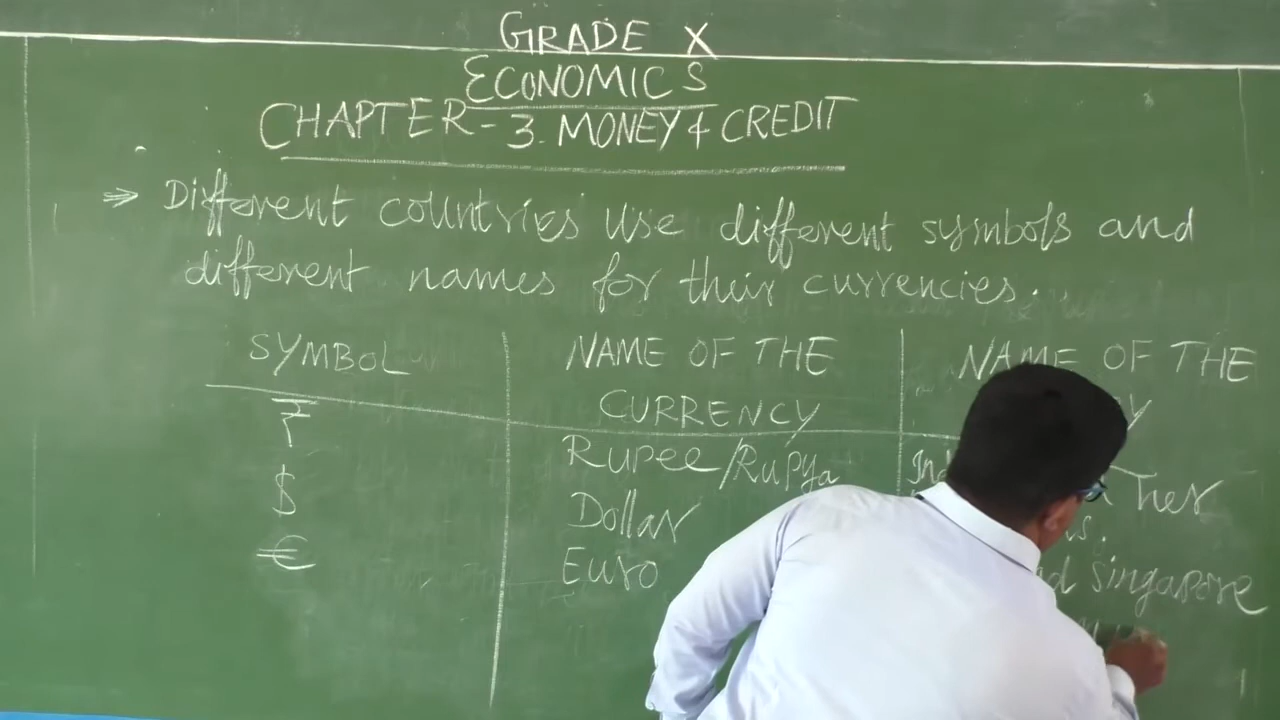 GRADE X
ECONOMICS
CHAPTER-3. MONEY & CREDIT
⇒ Different countries use different symbols and
different names for their currencies.
SYMBOL NAME OF THE NAME OF THE
CURRENCY
₹ Rupee/Rupya
$ Dollar
€ Euro Singapore